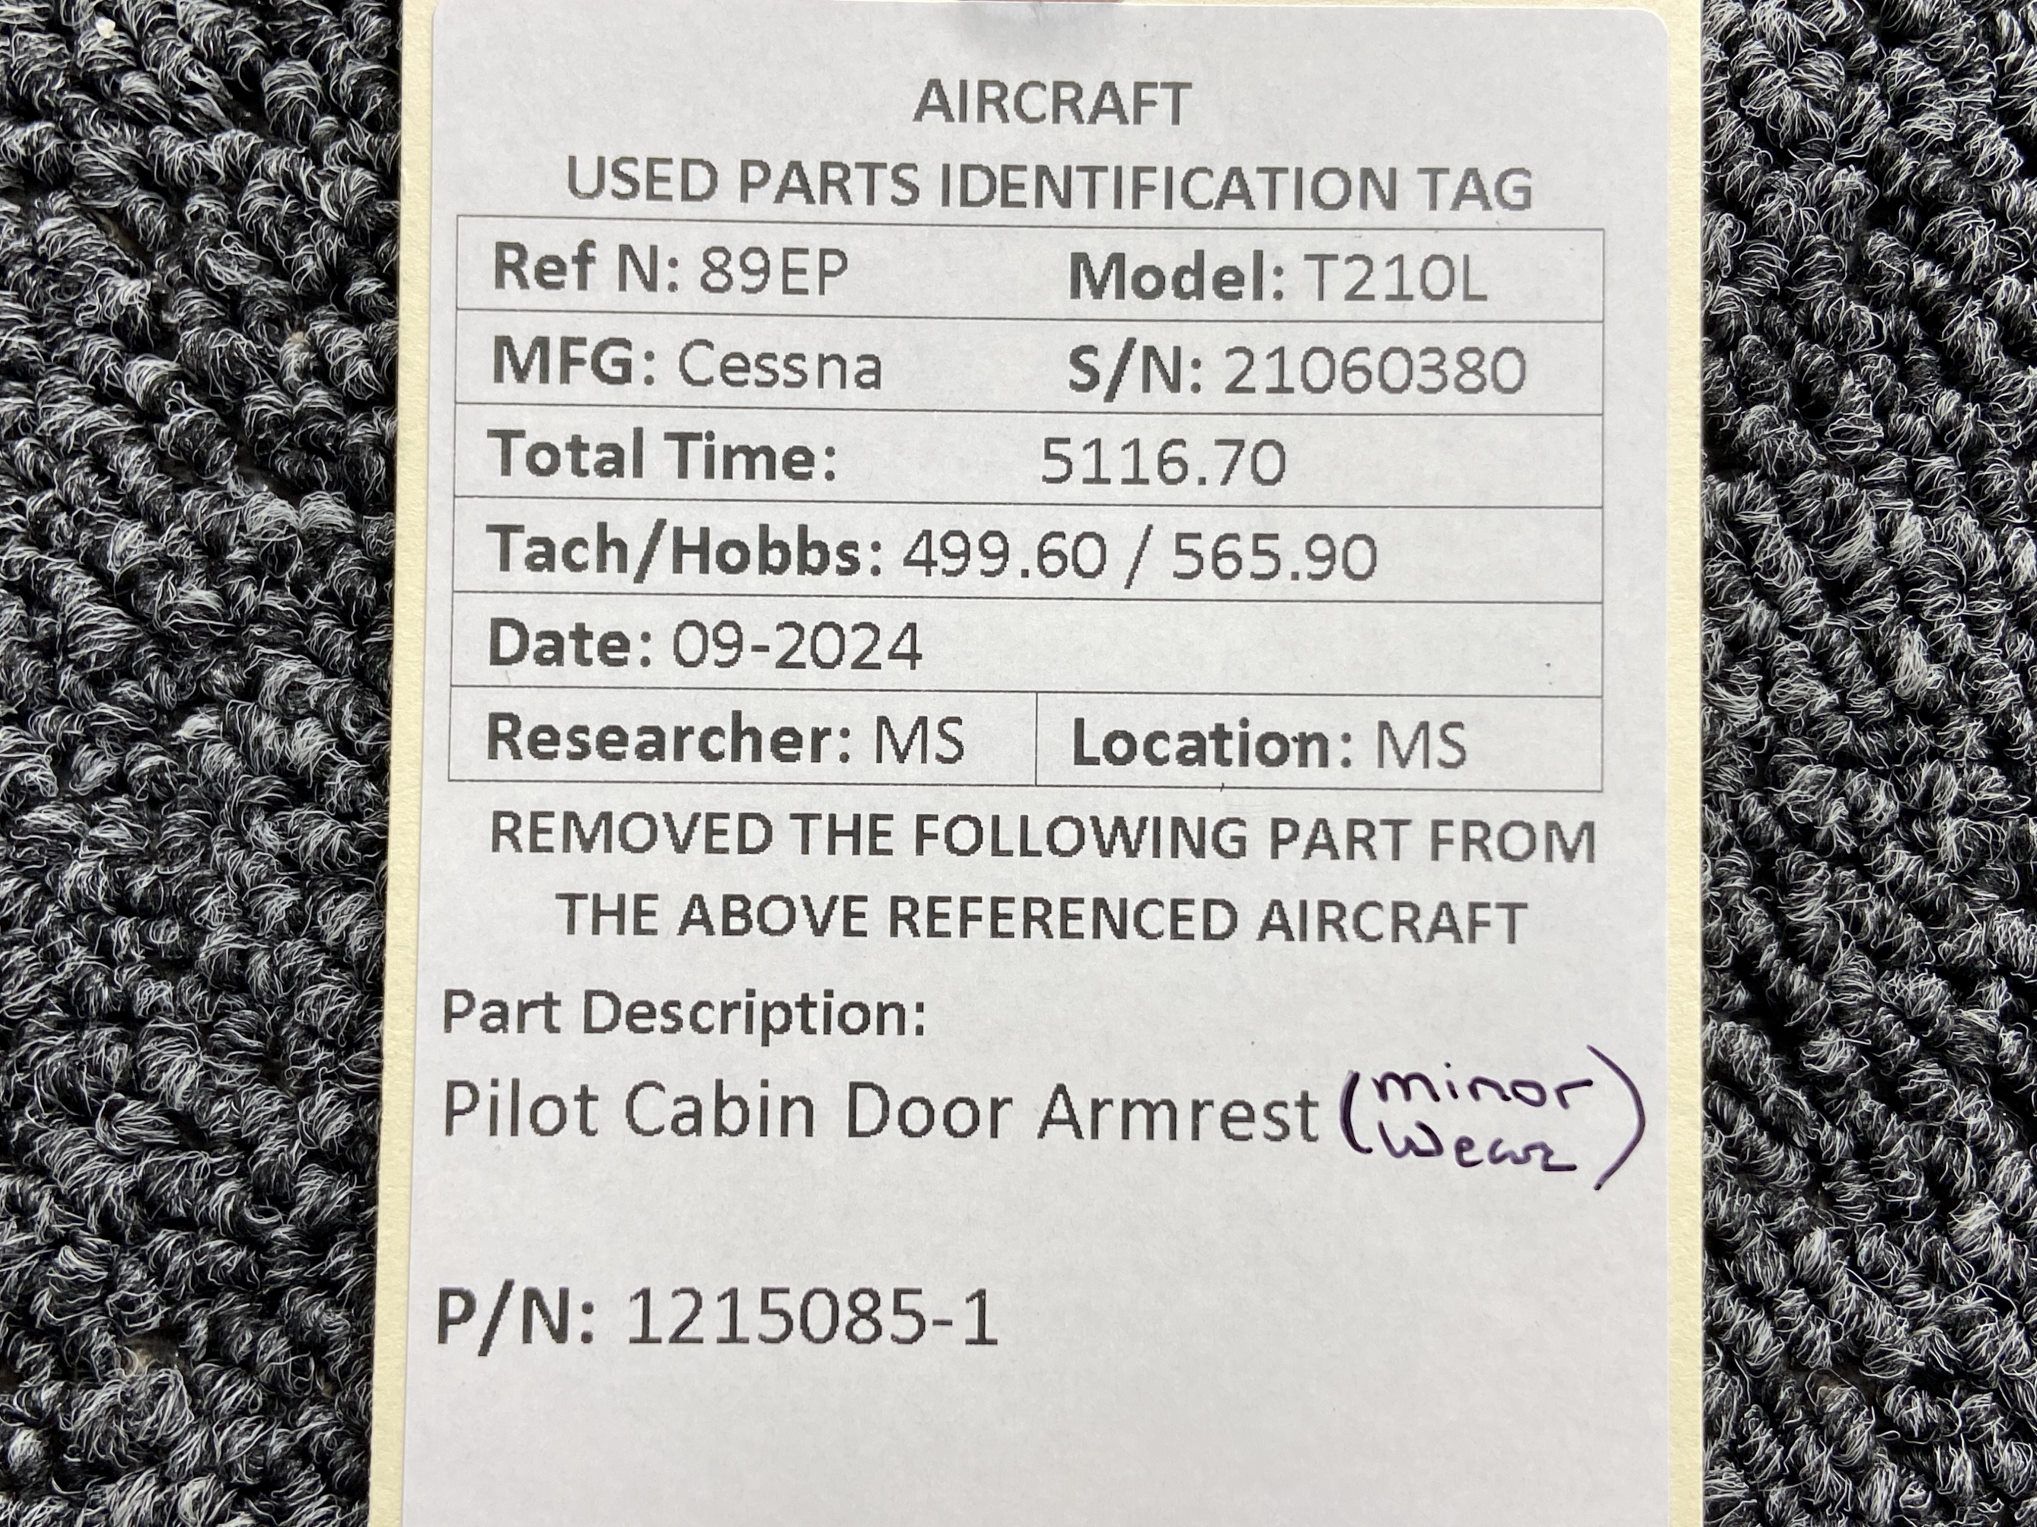 AIRCRAFT
USED PARTS IDENTIFICATION TAG
Ref N: 89EP Model: T210L
MFG: Cessna S/N: 21060380
Total Time: 5116.70
Tach/Hobbs: 499.60 / 565.90
Date: 09-2024
Researcher: MS Location: MS
REMOVED THE FOLLOWING PART FROM
THE ABOVE REFERENCED AIRCRAFT
Part Description:
Pilot Cabin Door Armrest (minor
wear)
P/N: 1215085-1